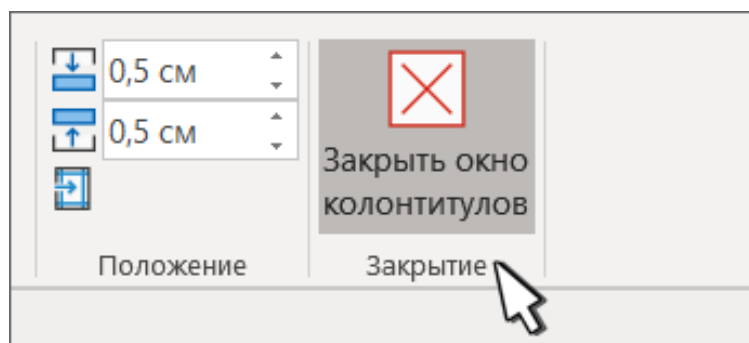 0,5 см
0,5 см
Закрыть окно
колонтитулов
Положение
Закрытие